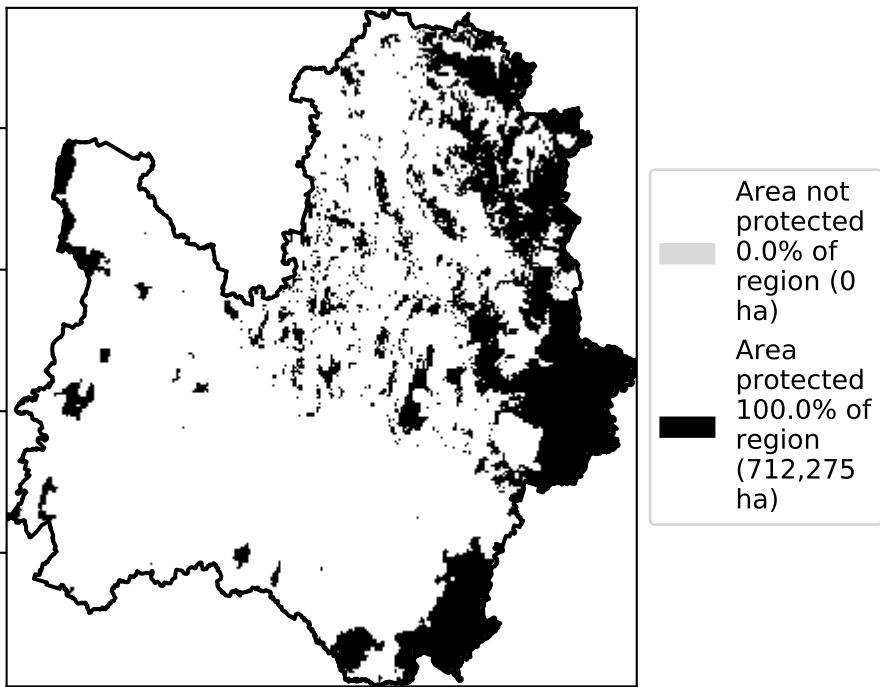 Area not
protected
0.0% of
region (0
ha)
Area
protected
100.0% of
region
(712,275
ha)